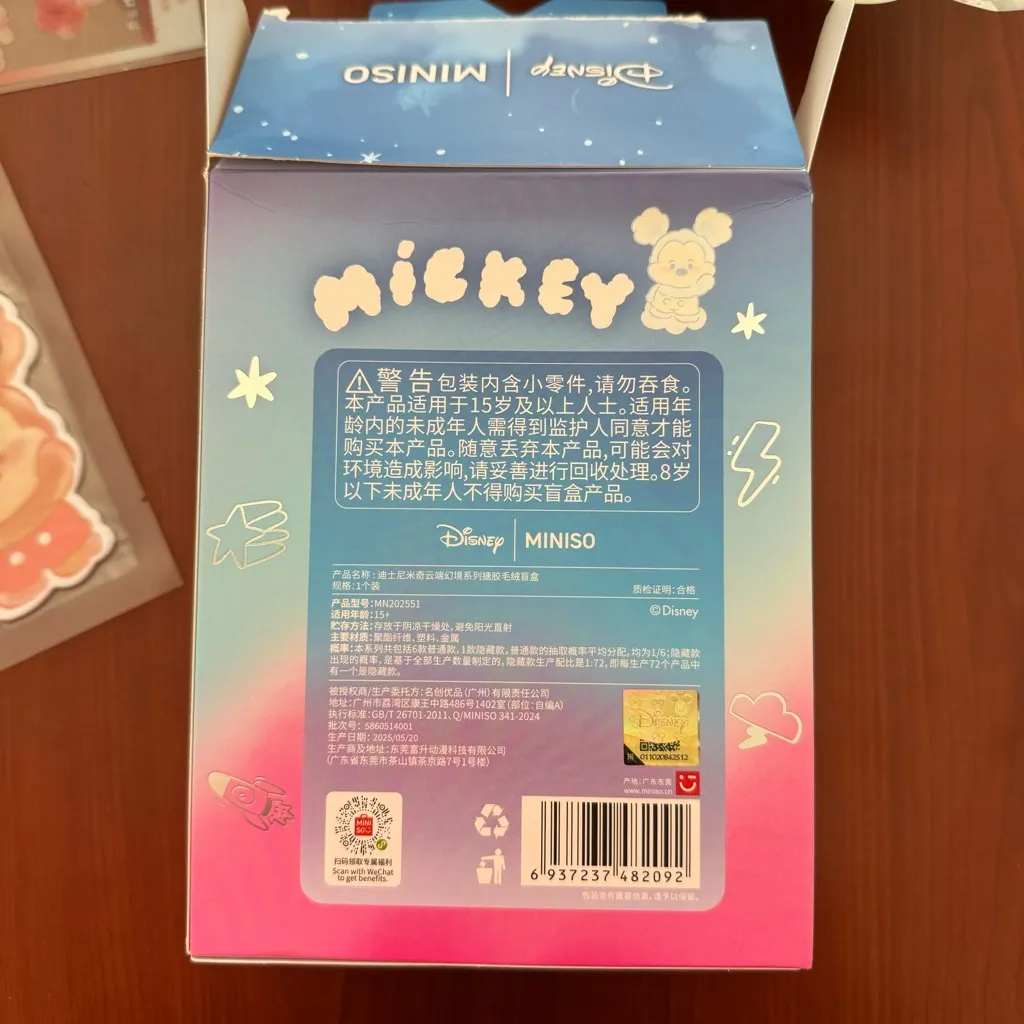 Disney | MINISO
MiCKEY
⚠警告包装内含小零件,请勿吞食。
本产品适用于15岁及以上人士。适用年
龄内的未成年人需得到监护人同意才能
购买本产品。随意丢弃本产品,可能会对
环境造成影响,请妥善进行回收处理。8岁
以下未成年人不得购买盲盒产品。
Disney | MINISO
产品名称:迪士尼米奇云端幻境系列搪胶毛绒盲盒
规格:1个装
质检证明:合格
产品型号:MN202551
©Disney
适用年龄:15+
贮存方法:存放于阴凉干燥处,避免阳光直射
主要材质:聚酯纤维、塑料、金属
概率:本系列共包括6款普通款,1款隐藏款。普通款的抽取概率平均分配,均为1/6;隐藏款
出现的概率,是基于全部生产数量制定的,隐藏款生产配比是1:72,即每生产72个产品中
有一个是隐藏款。
被授权商/生产委托方:名创优品(广州)有限责任公司
地址:广州市荔湾区康王中路486号1402室(部位:自编A)
执行标准:GB/T 26701-2011、Q/MINISO 341-2024
批次号:5860514001
生产日期:2025/05/20
生产商及地址:东莞富升动漫科技有限公司
(广东省东莞市茶山镇茶京路7号1号楼)
Disney
011020842512
产地:广东东莞
www.miniso.cn
MINI
SO
扫码领取专属福利
Scan with WeChat
to get benefits.
6 937237 482092
包装含有重要信息,请予以保留。